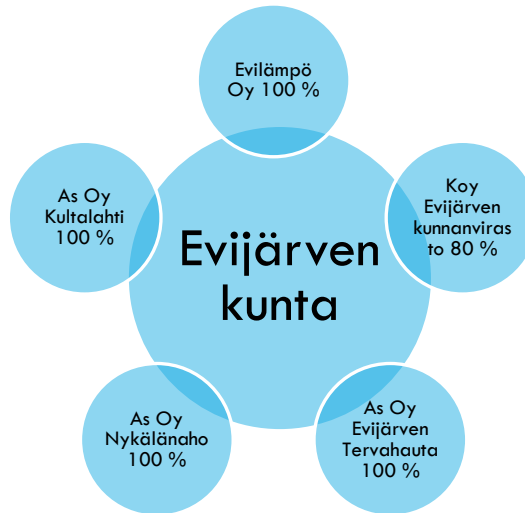 Evilämpö
Oy 100 %
As Oy
Kultalahti
100 %
Koy
Evijärven
kunnanviras
to 80 %
Evijärven
kunta
As Oy
Nykälänaho
100 %
As Oy
Evijärven
Tervahauta
100 %